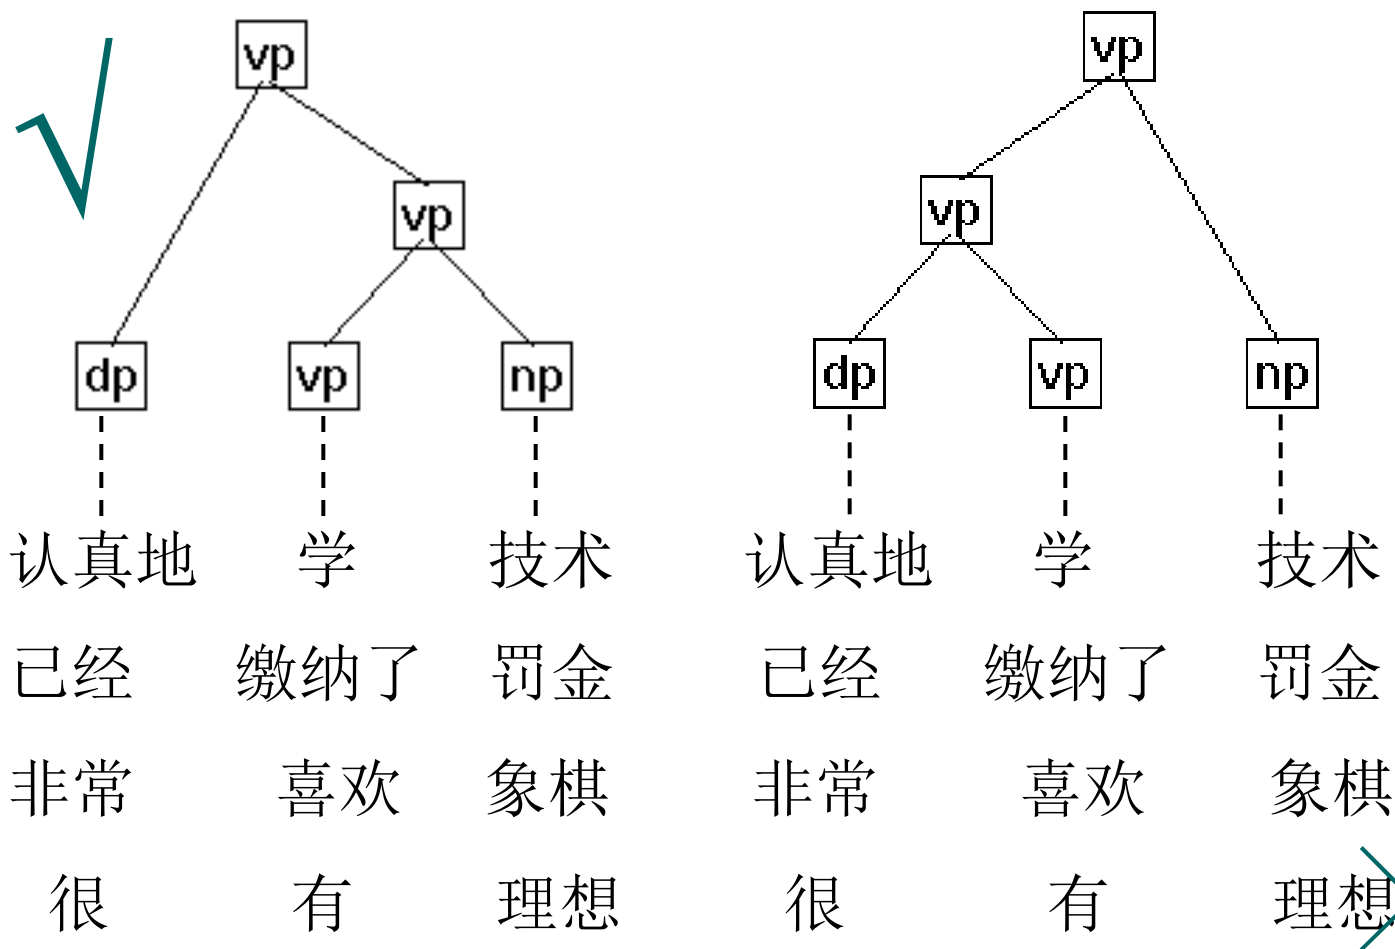 vp vp
vp vp
dp vp np dp vp np
认真地 学 技术 认真地 学 技术
已经 缴纳了 罚金 已经 缴纳了 罚金
非常 喜欢 象棋 非常 喜欢 象棋
很 有 理想 很 有 理想